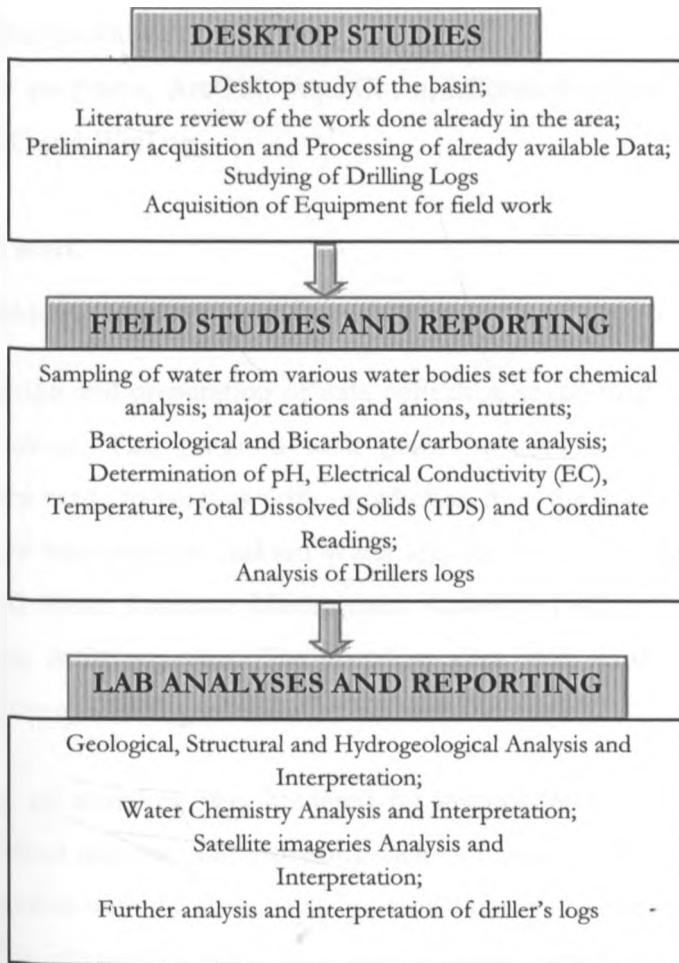 DESKTOP STUDIES
Desktop study of the basin;
Literature review of the work done already in the area;
Preliminary acquisition and Processing of already available Data;
Studying of Drilling Logs
Acquisition of Equipment for field work
FIELD STUDIES AND REPORTING
Sampling of water from various water bodies set for chemical
analysis; major cations and anions, nutrients;
Bacteriological and Bicarbonate/carbonate analysis;
Determination of pH, Electrical Conductivity (EC),
Temperature, Total Dissolved Solids (TDS) and Coordinate
Readings;
Analysis of Drillers logs
LAB ANALYSES AND REPORTING
Geological, Structural and Hydrogeological Analysis and
Interpretation;
Water Chemistry Analysis and Interpretation;
Satellite imageries Analysis and
Interpretation;
Further analysis and interpretation of driller's logs